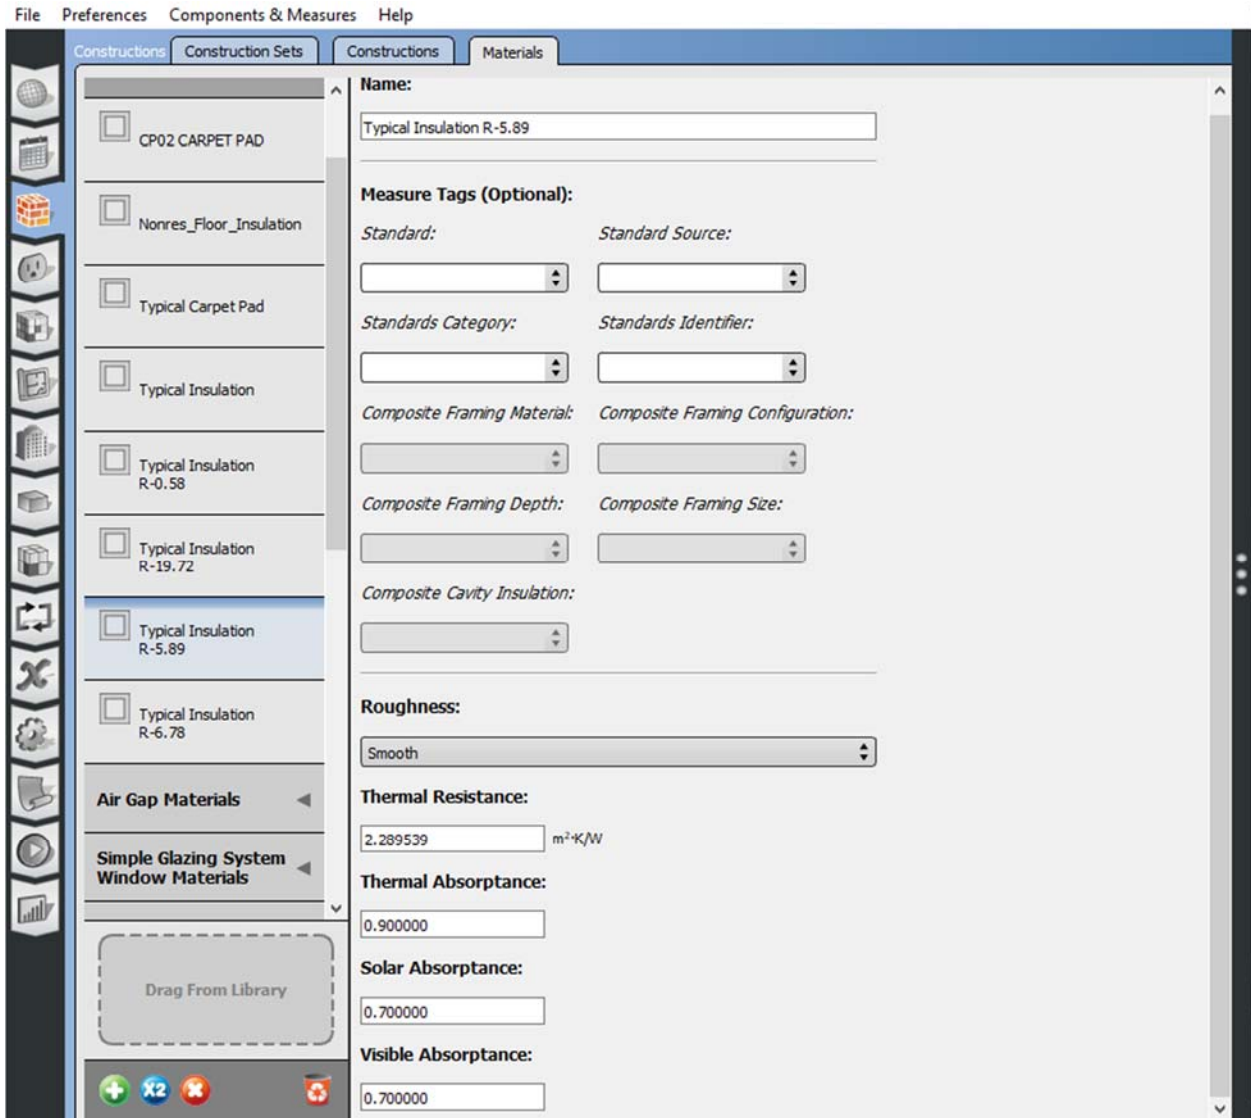 File Preferences Components & Measures Help
Constructions Construction Sets Constructions Materials
CP02 CARPET PAD
Nonres_Floor_Insulation
Typical Carpet Pad
Typical Insulation
Typical Insulation
R-0.58
Typical Insulation
R-19.72
Typical Insulation
R-5.89
Typical Insulation
R-6.78
Air Gap Materials
Simple Glazing System
Window Materials
Drag From Library
X2
Name:
Typical Insulation R-5.89
Measure Tags (Optional):
Standard: Standard Source:
Standards Category: Standards Identifier:
Composite Framing Material: Composite Framing Configuration:
Composite Framing Depth: Composite Framing Size:
Composite Cavity Insulation:
Roughness:
Smooth
Thermal Resistance:
2.289539 m²·K/W
Thermal Absorptance:
0.900000
Solar Absorptance:
0.700000
Visible Absorptance:
0.700000